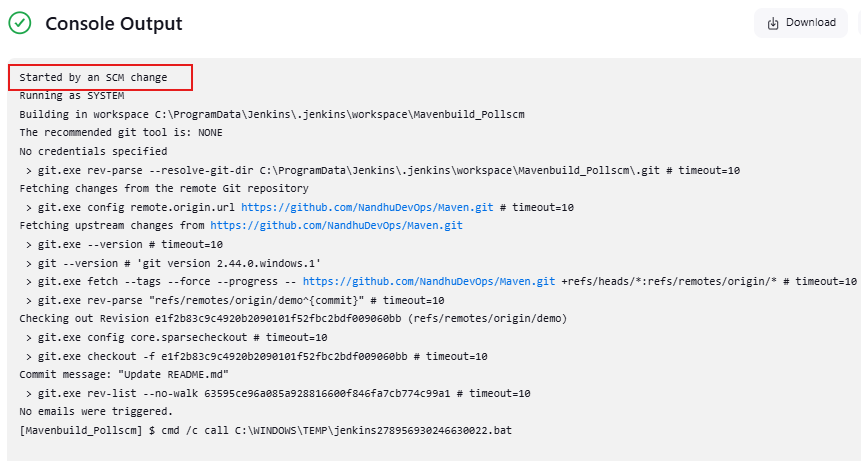 Console Output
Download
Started by an SCM change
Running as SYSTEM
Building in workspace C:\ProgramData\Jenkins\.jenkins\workspace\Mavenbuild_Pollscm
The recommended git tool is: NONE
No credentials specified
> git.exe rev-parse --resolve-git-dir C:\ProgramData\Jenkins\.jenkins\workspace\Mavenbuild_Pollscm\.git # timeout=10
Fetching changes from the remote Git repository
> git.exe config remote.origin.url https://github.com/NandhuDevOps/Maven.git # timeout=10
Fetching upstream changes from https://github.com/NandhuDevOps/Maven.git
> git.exe --version # timeout=10
> git --version # 'git version 2.44.0.windows.1'
> git.exe fetch --tags --force --progress -- https://github.com/NandhuDevOps/Maven.git +refs/heads/*:refs/remotes/origin/* # timeout=10
> git.exe rev-parse "refs/remotes/origin/demo^{commit}" # timeout=10
Checking out Revision e1f2b83c9c4920b2090101f52fbc2bdf009060bb (refs/remotes/origin/demo)
> git.exe config core.sparsecheckout # timeout=10
> git.exe checkout -f e1f2b83c9c4920b2090101f52fbc2bdf009060bb # timeout=10
Commit message: "Update README.md"
> git.exe rev-list --no-walk 63595ce96a085a928816600f846fa7cb774c99a1 # timeout=10
No emails were triggered.
[Mavenbuild_Pollscm] $ cmd /c call C:\WINDOWS\TEMP\jenkins278956930246630022.bat